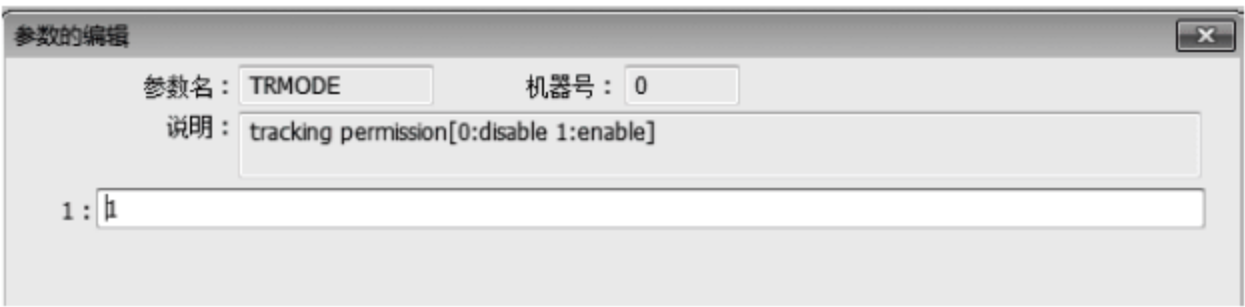 参数的编辑
参数名： TRMODE 机器号： 0
说明： tracking permission[0:disable 1:enable]
1： 1